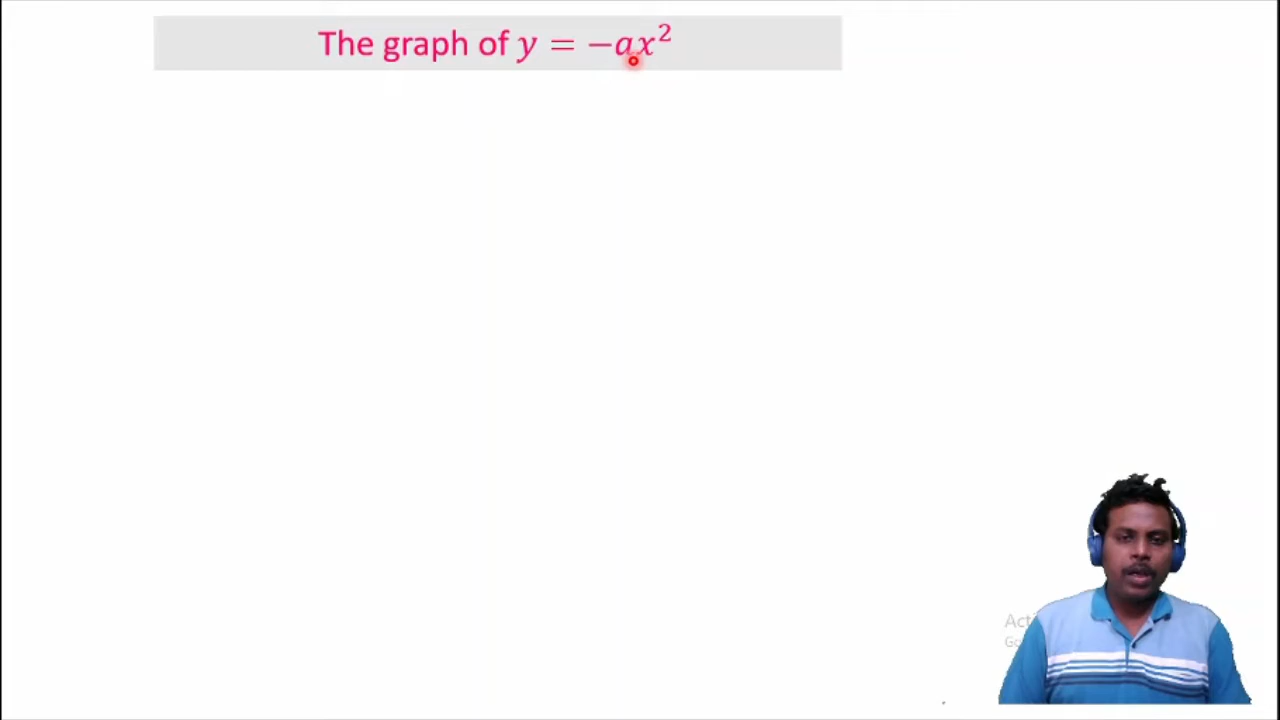 The graph of y = −ax²